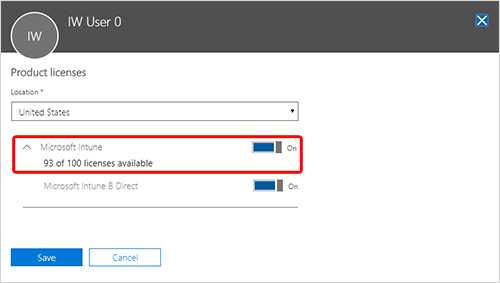 IW
IW User 0
Product licenses
Location *
United States
Microsoft Intune
On
93 of 100 licenses available
Microsoft Intune B Direct
On
Save
Cancel